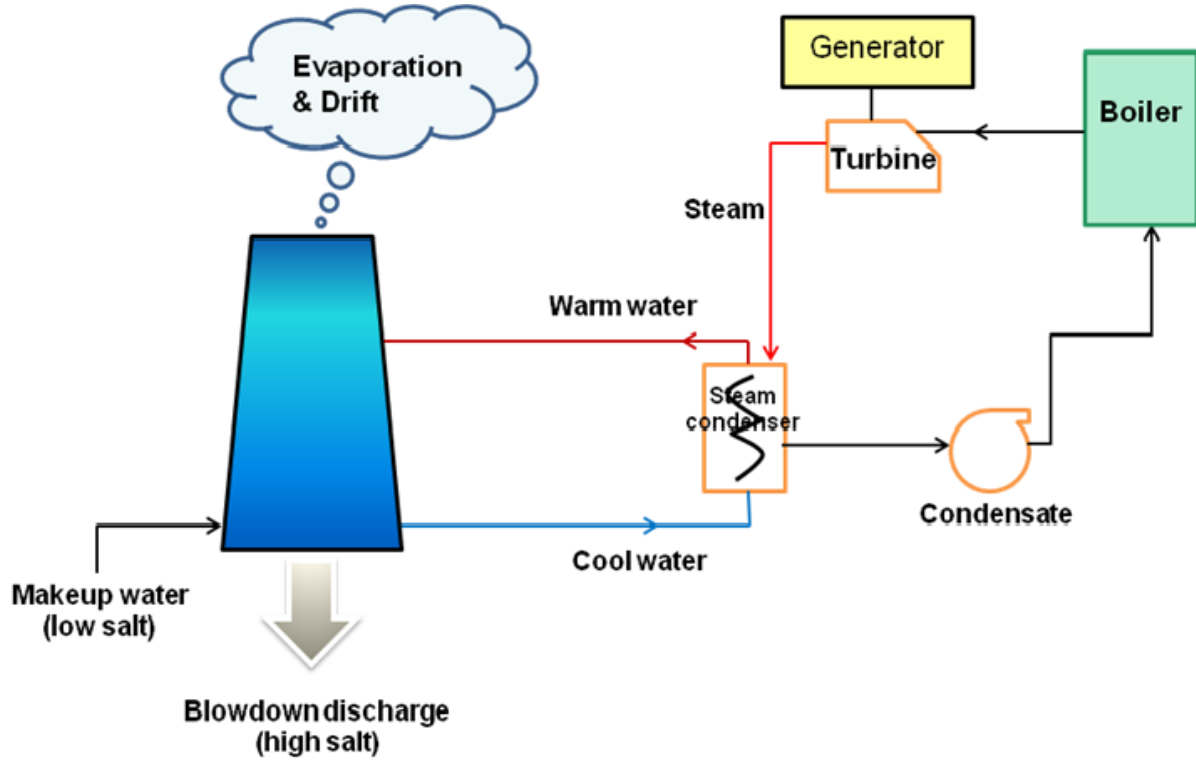 Evaporation
& Drift
Generator
Boiler
Turbine
Steam
Warm water
Steam
condenser
Condensate
Cool water
Makeup water
(low salt)
Blowdown discharge
(high salt)